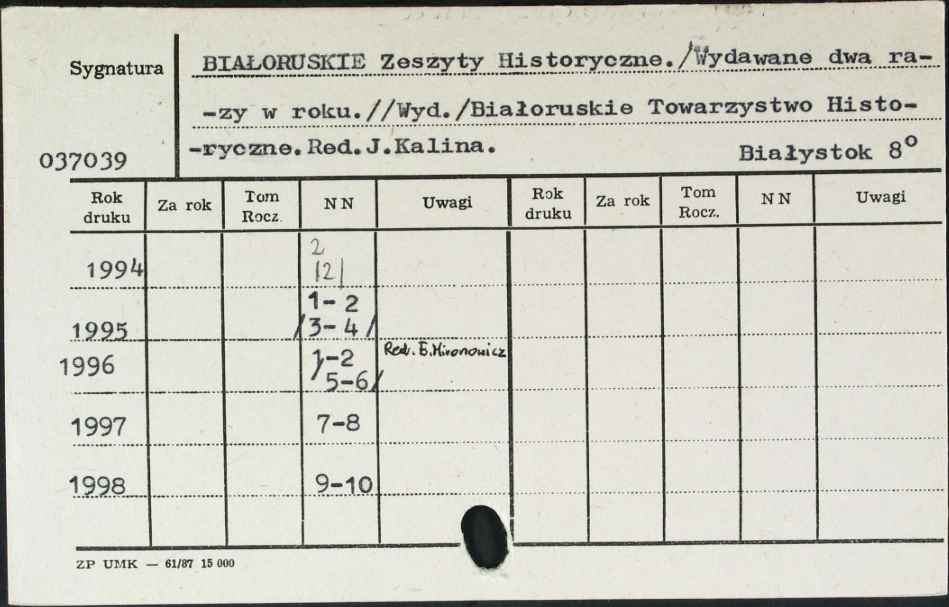 Sygnatura
BIAŁORUSKIE Zeszyty Historyczne./Wydawane dwa ra-
-zy w roku.//Wyd./Białoruskie Towarzystwo Histo-
-ryczne.Red.J.Kalina. Białystok 8°
037039
Rok druku Za rok Tom Rocz. NN Uwagi Rok druku Za rok Tom Rocz. NN Uwagi
2
1994 /2/
1-2
1995 /3-4/
1996 1-2 Red. E.Mironowicz
/5-6/
1997 7-8
1998 9-10
ZP UMK — 61/87 15 000